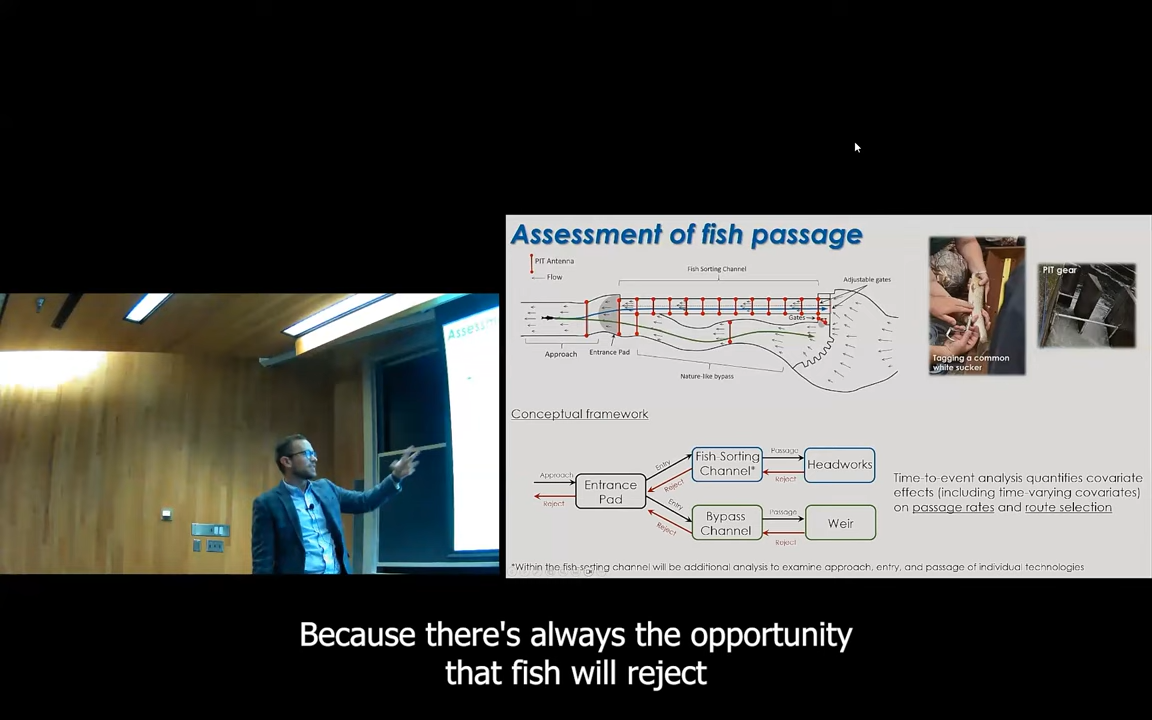 Assessment of fish passage
PIT Antenna
Flow
Fish Sorting Channel
Adjustable gates
Gates
Approach
Entrance Pad
Nature-like bypass
Tagging a common
white sucker
PIT gear
Conceptual framework
Approach
Reject
Entrance
Pad
Entry
Reject
Fish-Sorting
Channel*
Passage
Reject
Headworks
Entry
Reject
Bypass
Channel
Passage
Reject
Weir
Time-to-event analysis quantifies covariate
effects (including time-varying covariates)
on passage rates and route selection
*Within the fish-sorting channel will be additional analysis to examine approach, entry, and passage of individual technologies
Assessm
Because there's always the opportunity
that fish will reject